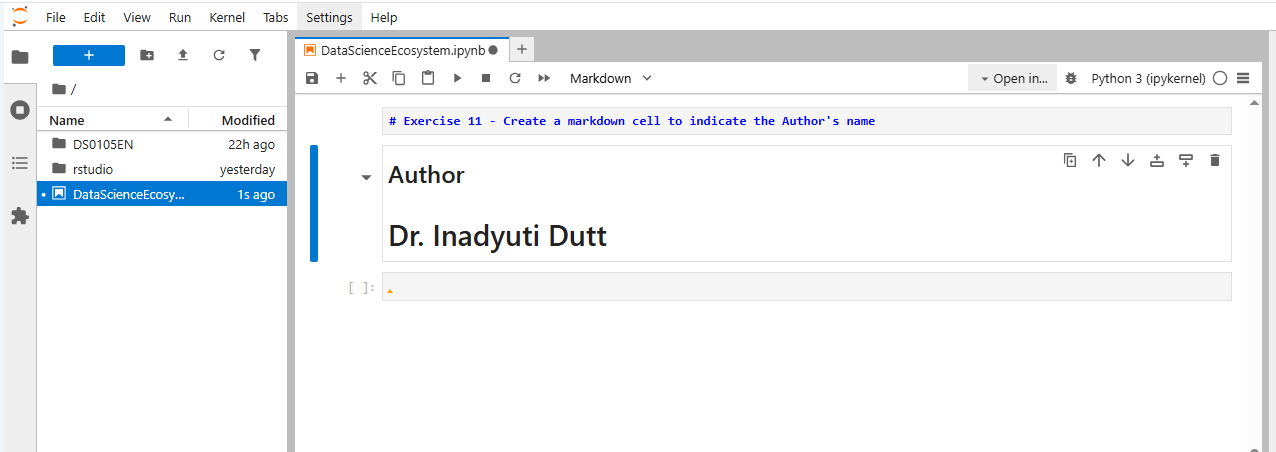 File Edit View Run Kernel Tabs Settings Help
+
/
Name Modified
DS0105EN 22h ago
rstudio yesterday
DataScienceEcosy... 1s ago
DataScienceEcosystem.ipynb
Markdown
Open in...
Python 3 (ipykernel)
# Exercise 11 - Create a markdown cell to indicate the Author's name
Author
Dr. Inadyuti Dutt
[ ]: